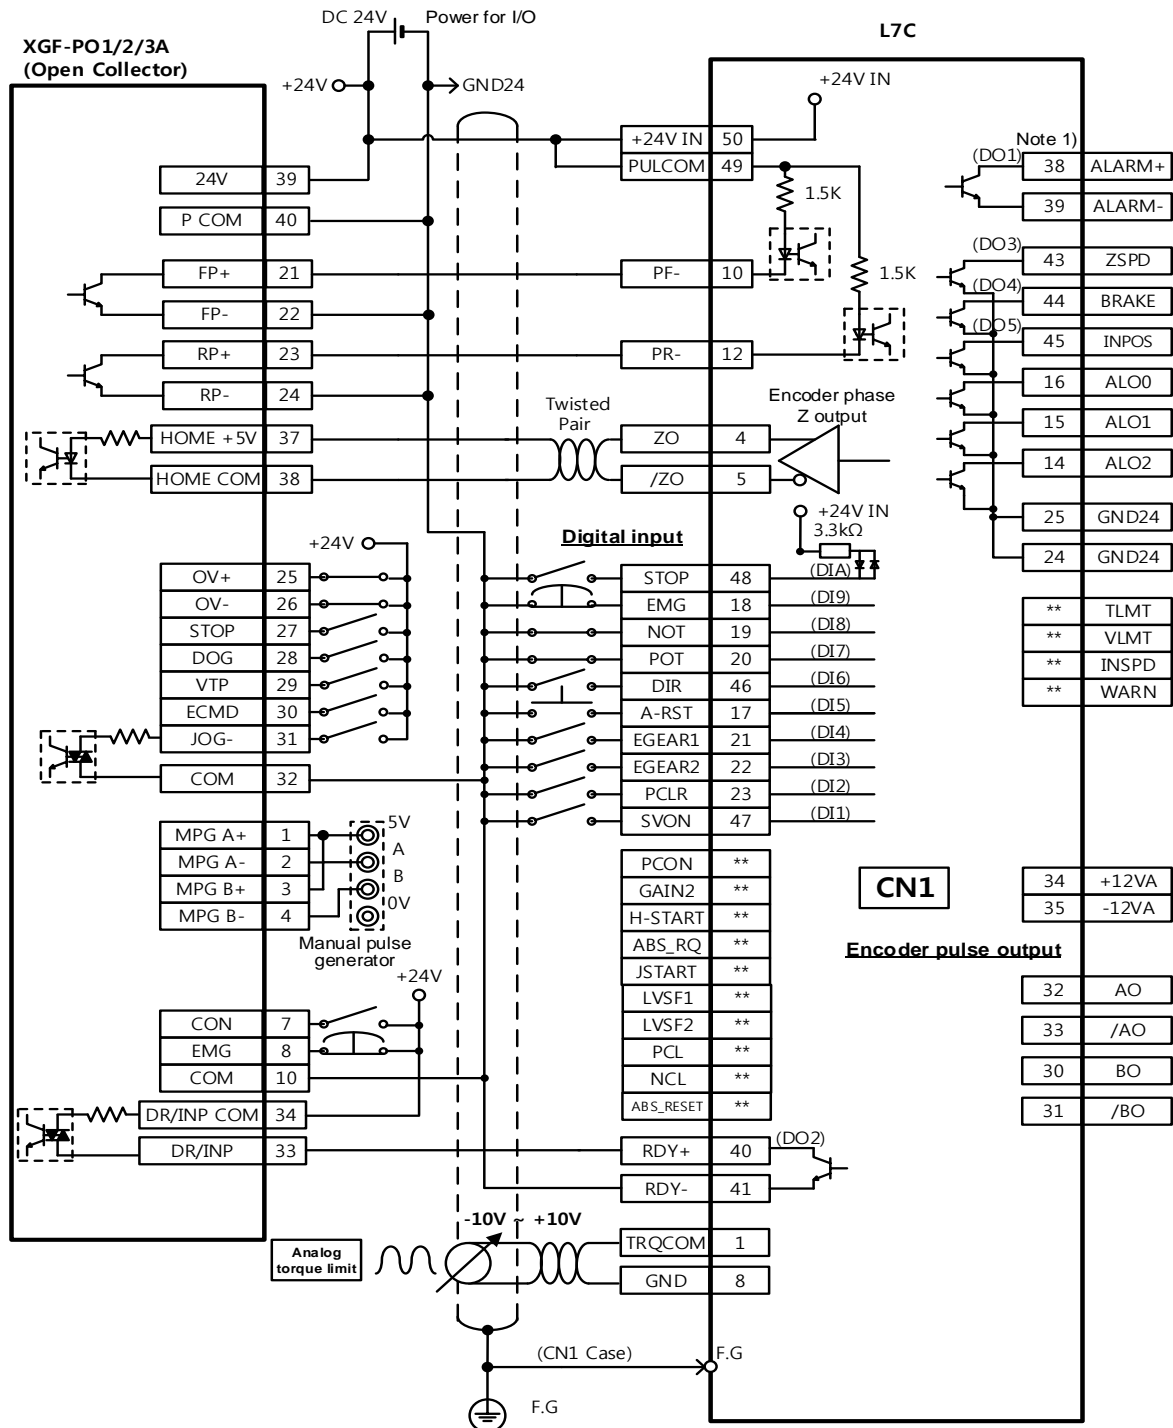 DC 24V
Power for I/O
XGF-PO1/2/3A
(Open Collector)
L7C
+24V
GND24
+24V IN
24V 39
P COM 40
FP+ 21
FP- 22
RP+ 23
RP- 24
HOME +5V 37
HOME COM 38
+24V IN 50
PULCOM 49
1.5K
1.5K
PF- 10
PR- 12
Twisted
Pair
Encoder phase
Z output
ZO 4
/ZO 5
Note 1)
(DO1)
38 ALARM+
39 ALARM-
(DO3)
43 ZSPD
(DO4)
44 BRAKE
(DO5)
45 INPOS
16 ALO0
15 ALO1
14 ALO2
25 GND24
24 GND24
+24V IN
3.3kΩ
+24V
Digital input
OV+ 25
OV- 26
STOP 27
DOG 28
VTP 29
ECMD 30
JOG- 31
COM 32
STOP 48 (DIA)
EMG 18 (DI9)
NOT 19 (DI8)
POT 20 (DI7)
DIR 46 (DI6)
A-RST 17 (DI5)
EGEAR1 21 (DI4)
EGEAR2 22 (DI3)
PCLR 23 (DI2)
SVON 47 (DI1)
** TLMT
** VLMT
** INSPD
** WARN
MPG A+ 1
MPG A- 2
MPG B+ 3
MPG B- 4
5V
A
B
0V
Manual pulse
generator
+24V
PCON **
GAIN2 **
H-START **
ABS_RQ **
JSTART **
LVSF1 **
LVSF2 **
PCL **
NCL **
ABS_RESET **
CN1
34 +12VA
35 -12VA
Encoder pulse output
32 AO
33 /AO
30 BO
31 /BO
CON 7
EMG 8
COM 10
DR/INP COM 34
DR/INP 33
RDY+ 40
(DO2)
RDY- 41
-10V ~ +10V
Analog
torque limit
TRQCOM 1
GND 8
(CN1 Case)
F.G
F.G